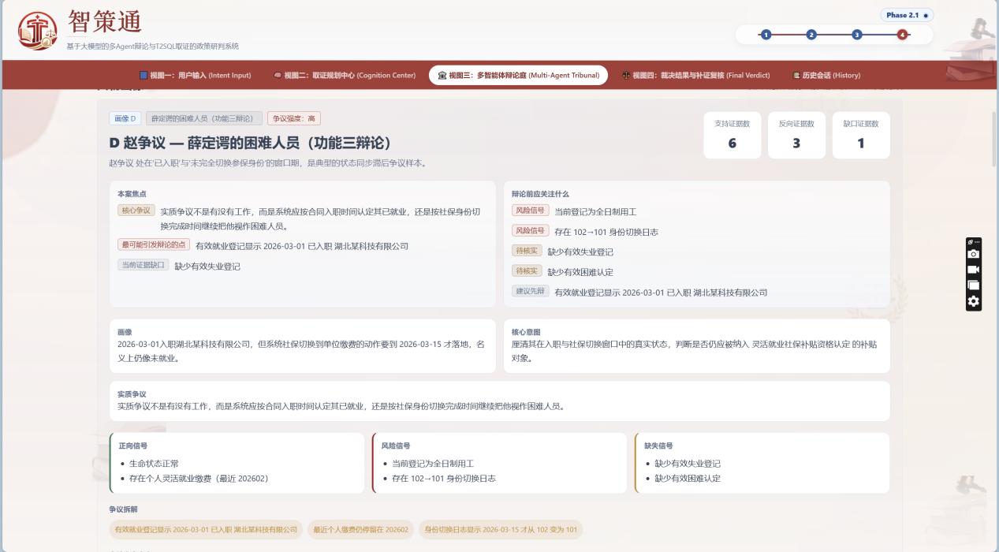 智策通
基于大模型的多Agent辩论与T2SQL取证的政策研判系统
Phase 2.1
1 2 3 4
视图一：用户输入 (Intent Input)
视图二：取证规划中心 (Cognition Center)
视图三：多智能体辩论庭 (Multi-Agent Tribunal)
视图四：裁决结果与补证复核 (Final Verdict)
历史会话 (History)
画像 D
薛定谔的困难人员（功能三辩论）
争议强度：高
D 赵争议 — 薛定谔的困难人员（功能三辩论）
赵争议 处在'已入职'与'未完全切换参保身份'的窗口期，是典型的状态同步滞后争议样本。
支持证据数
6
反向证据数
3
缺口证据数
1
本案焦点
核心争议 实质争议不是有没有工作，而是系统应按合同入职时间认定其已就业，还是按社保身份切
换完成时间继续把他视作困难人员。
最可能引发辩论的点 有效就业登记显示 2026-03-01 已入职 湖北某科技有限公司
当前证据缺口 缺少有效失业登记
辩论前应关注什么
风险信号 当前登记为全日制用工
风险信号 存在 102→101 身份切换日志
待核实 缺少有效失业登记
待核实 缺少有效困难认定
建议先辩 有效就业登记显示 2026-03-01 已入职 湖北某科技有限公司
画像
2026-03-01入职湖北某科技有限公司，但系统社保切换到单位缴费的动作要到 2026-03-15 才落地，名
义上仍像未就业。
核心意图
厘清其在入职与社保切换窗口中的真实状态，判断是否仍应被纳入 灵活就业社保补贴资格认定 的补贴
对象。
实质争议
实质争议不是有没有工作，而是系统应按合同入职时间认定其已就业，还是按社保身份切换完成时间继续把他视作困难人员。
正向信号
• 生命状态正常
• 存在个人灵活就业缴费（最近 202602）
风险信号
• 当前登记为全日制用工
• 存在 102→101 身份切换日志
缺失信号
• 缺少有效失业登记
• 缺少有效困难认定
争议拆解
有效就业登记显示 2026-03-01 已入职 湖北某科技有限公司
最近个人缴费仍停留在 202602
身份切换日志显示 2026-03-15 才从 102 变为 101